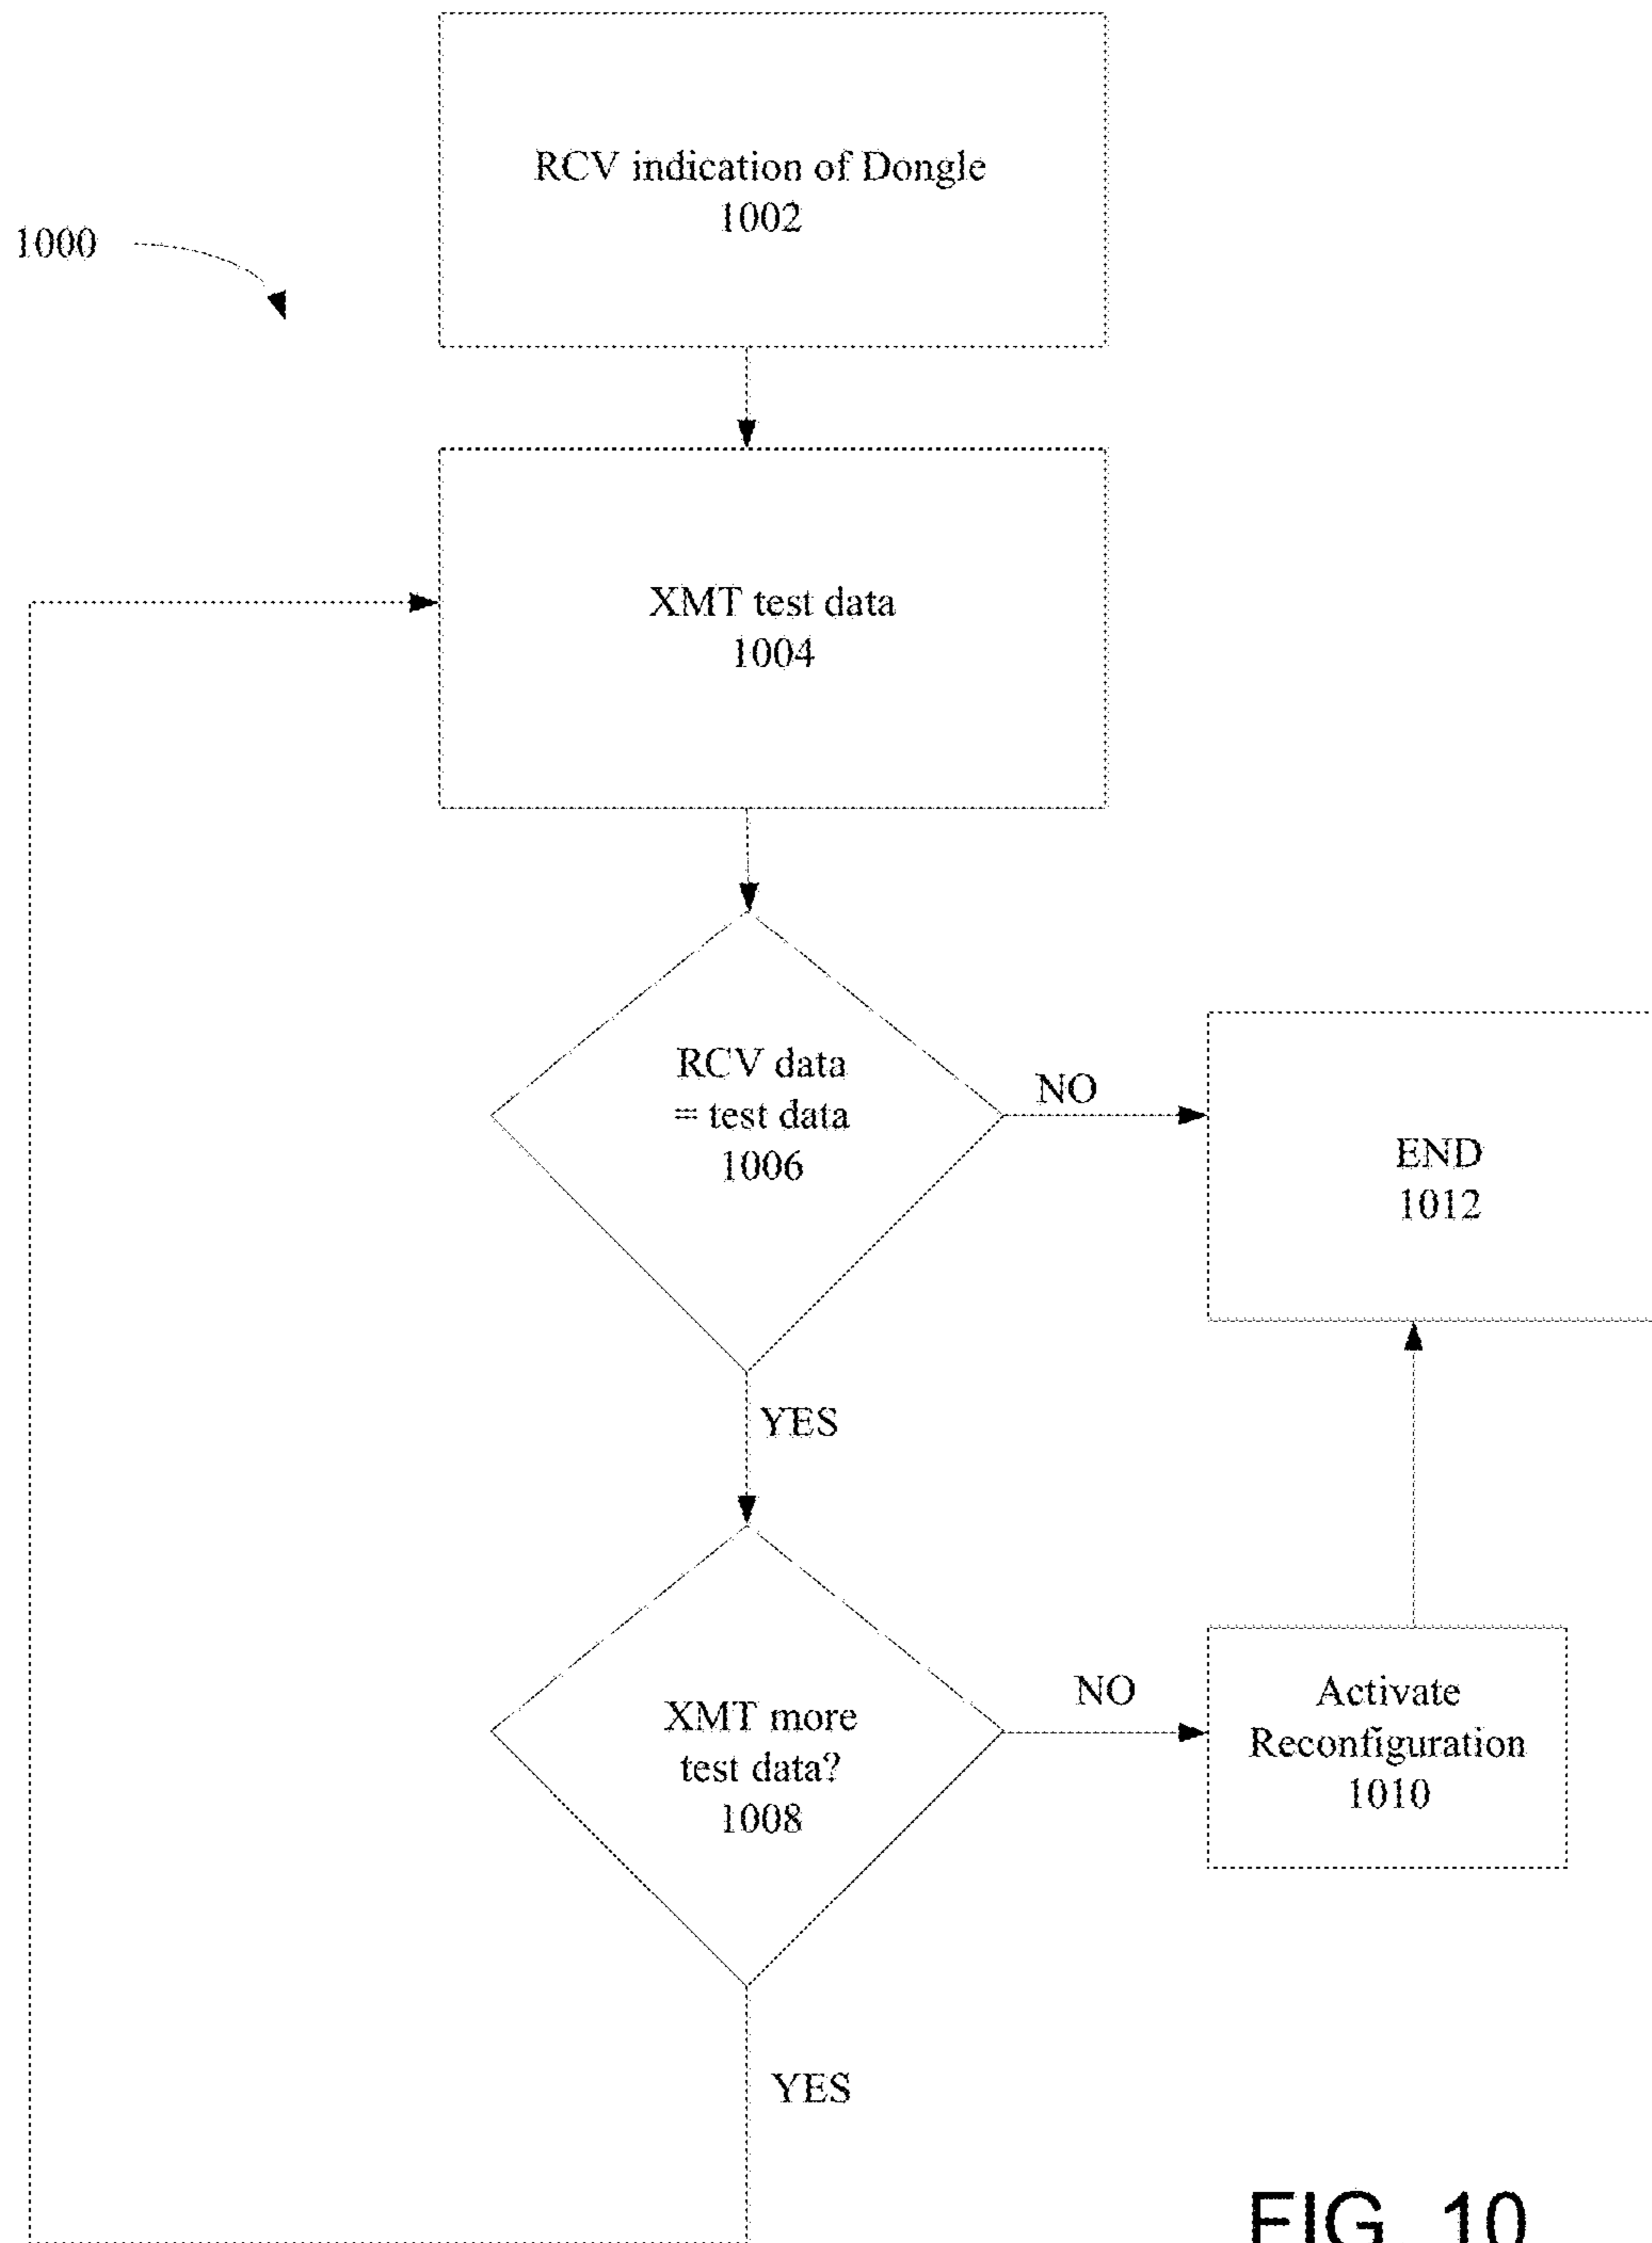 RCV indication of Dongle
1002
1000
XMT test data
1004
RCV data
= test data
1006
NO
END
1012
YES
XMT more
test data?
1008
NO
Activate
Reconfiguration
1010
YES
FIG. 10